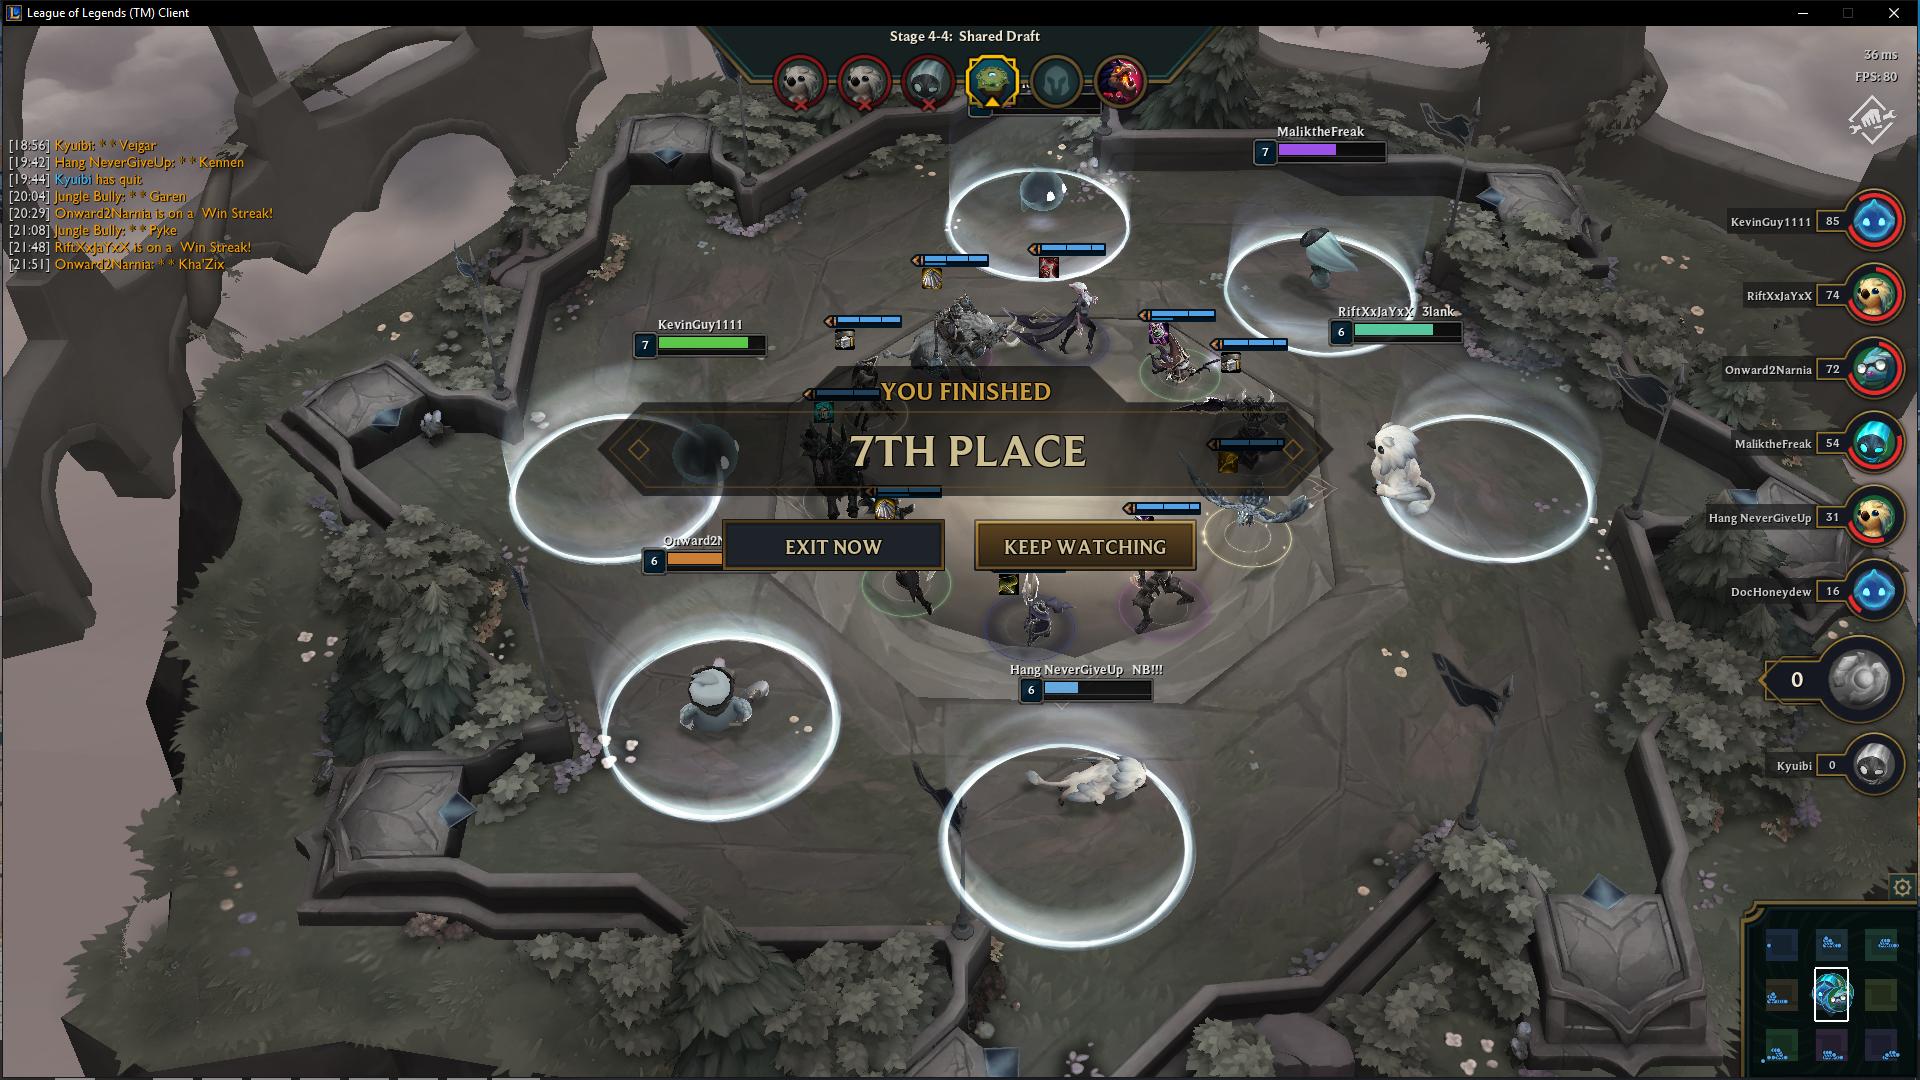 League of Legends (TM) Client
Stage 4-4: Shared Draft
36 ms
FPS: 80
MaliktheFreak
7
[18:56] Kyuibi: * * Veigar
[19:42] Hang NeverGiveUp: * * Kennen
[19:44] Kyuibi has quit
[20:04] Jungle Bully: * * Garen
[20:29] Onward2Narnia is on a Win Streak!
[21:08] Jungle Bully: * * Pyke
[21:48] RiftXxJaYxX is on a Win Streak!
[21:51] Onward2Narnia: * * Kha'Zix
KevinGuy1111 85
RiftXxJaYxX 74
RiftXxJaYxX 3lank
6
KevinGuy1111
7
Onward2Narnia 72
YOU FINISHED
7TH PLACE
MaliktheFreak 54
Hang NeverGiveUp 31
EXIT NOW
KEEP WATCHING
Onward2N
6
DocHoneydew 16
Hang NeverGiveUp NB!!!
6
0
Kyuibi 0